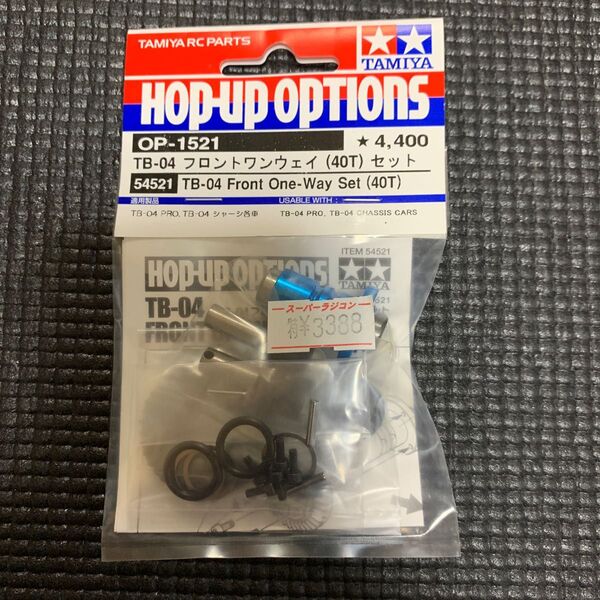 TAMIYA RC PARTS
TAMIYA
HOP-UP OPTIONS
OP-1521
★ 4,400
TB-04 フロントワンウェイ (40T) セット
54521 TB-04 Front One-Way Set (40T)
適用製品
USABLE WITH :
TB-04 PRO、TB-04 シャーシ各車
TB-04 PRO, TB-04 CHASSIS CARS
ITEM 54521
HOP-UP OPTIONS
TAMIYA
TB-04
FRONT
スーパーラジコン
特 ¥3388